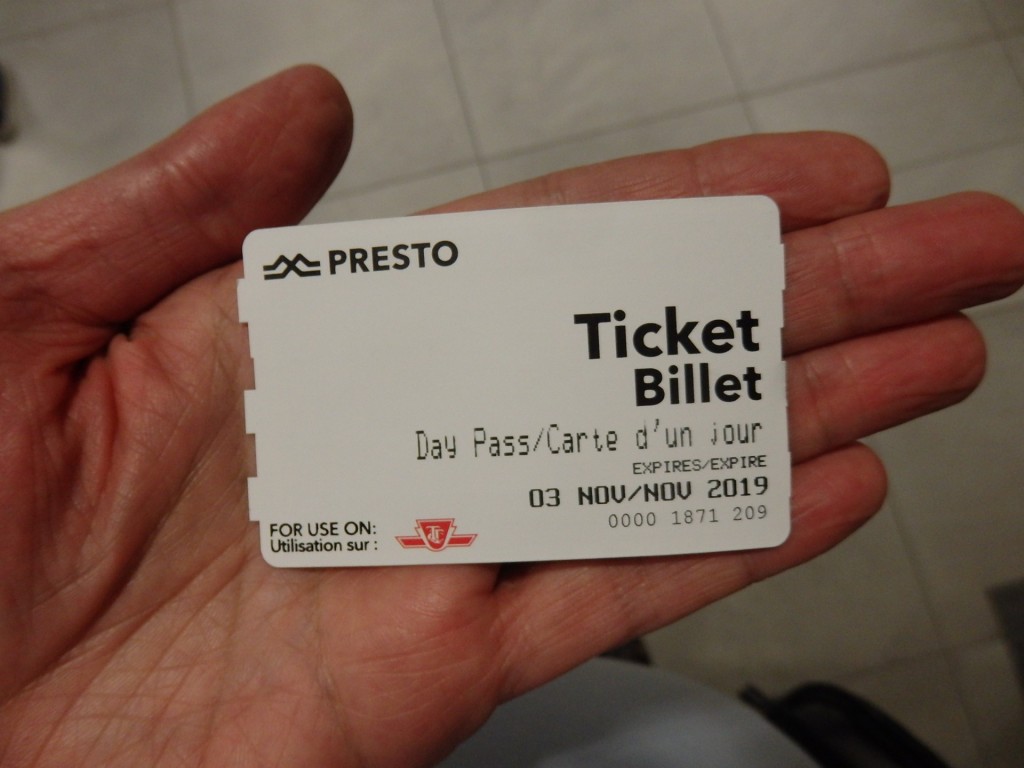 PRESTO
Ticket
Billet
Day Pass/Carte d'un jour
EXPIRES/EXPIRE
03 NOV/NOV 2019
0000 1871 209
FOR USE ON:
Utilisation sur :
TTC